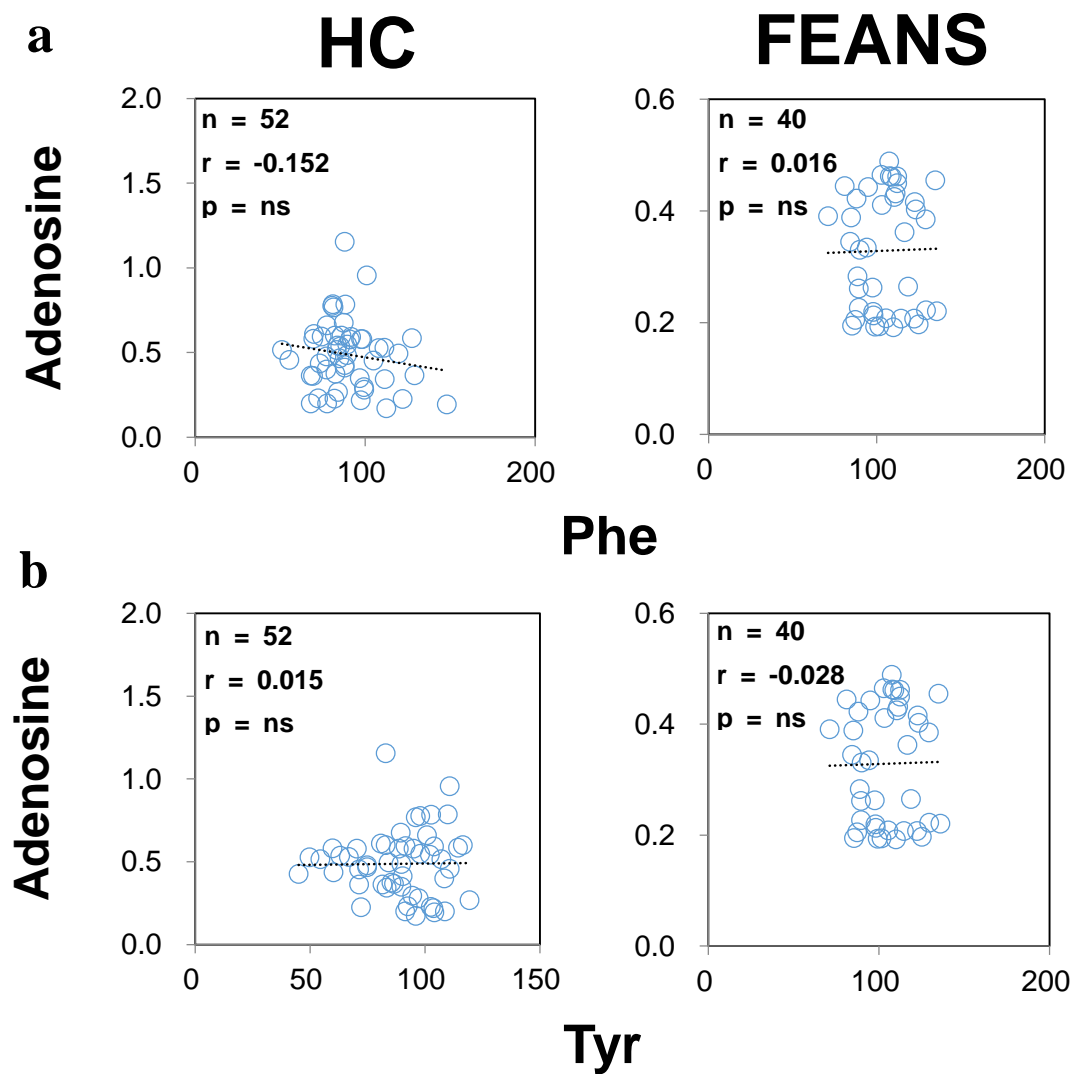 a
HC
FEANS
Adenosine
2.0
1.5
1.0
0.5
0.0
n = 52
r = -0.152
p = ns
0 100 200
0.6
0.4
0.2
0.0
n = 40
r = 0.016
p = ns
0 100 200
Phe
b
Adenosine
2.0
1.5
1.0
0.5
0.0
n = 52
r = 0.015
p = ns
0 50 100 150
0.6
0.4
0.2
0.0
n = 40
r = -0.028
p = ns
0 100 200
Tyr